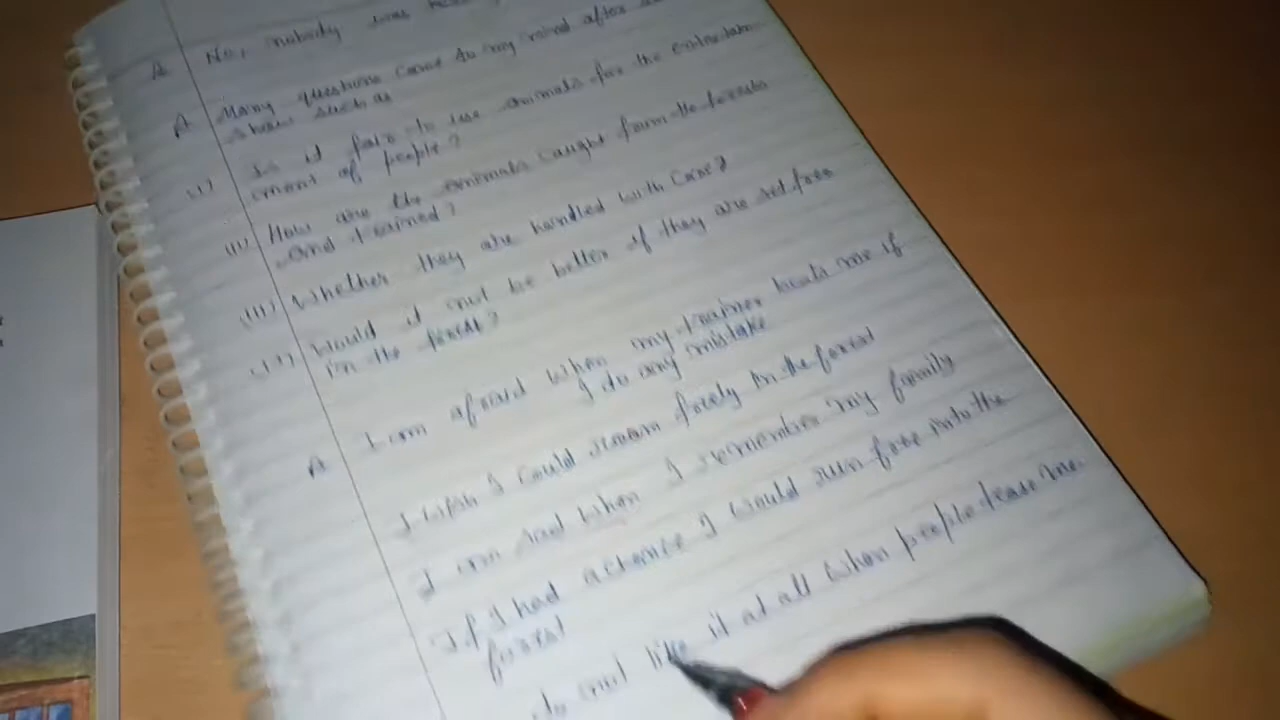 A No, nobody was
A Many questions came to my mind after
show such as
(i) Is it fair to use animals for the entertain
ment of people?
(ii) How are the animals caught form the forests
and trained?
(iii) Whether they are handled with care?
(iv) Would it not be better if they are set free
in the forest?
A I am afraid when my trainer beats me if
I do any mistake
I wish I could roam freely in the forest
I am sad when I remember my family
If I had a chance I would run free into the
forest
do not like it at all when people tease me.